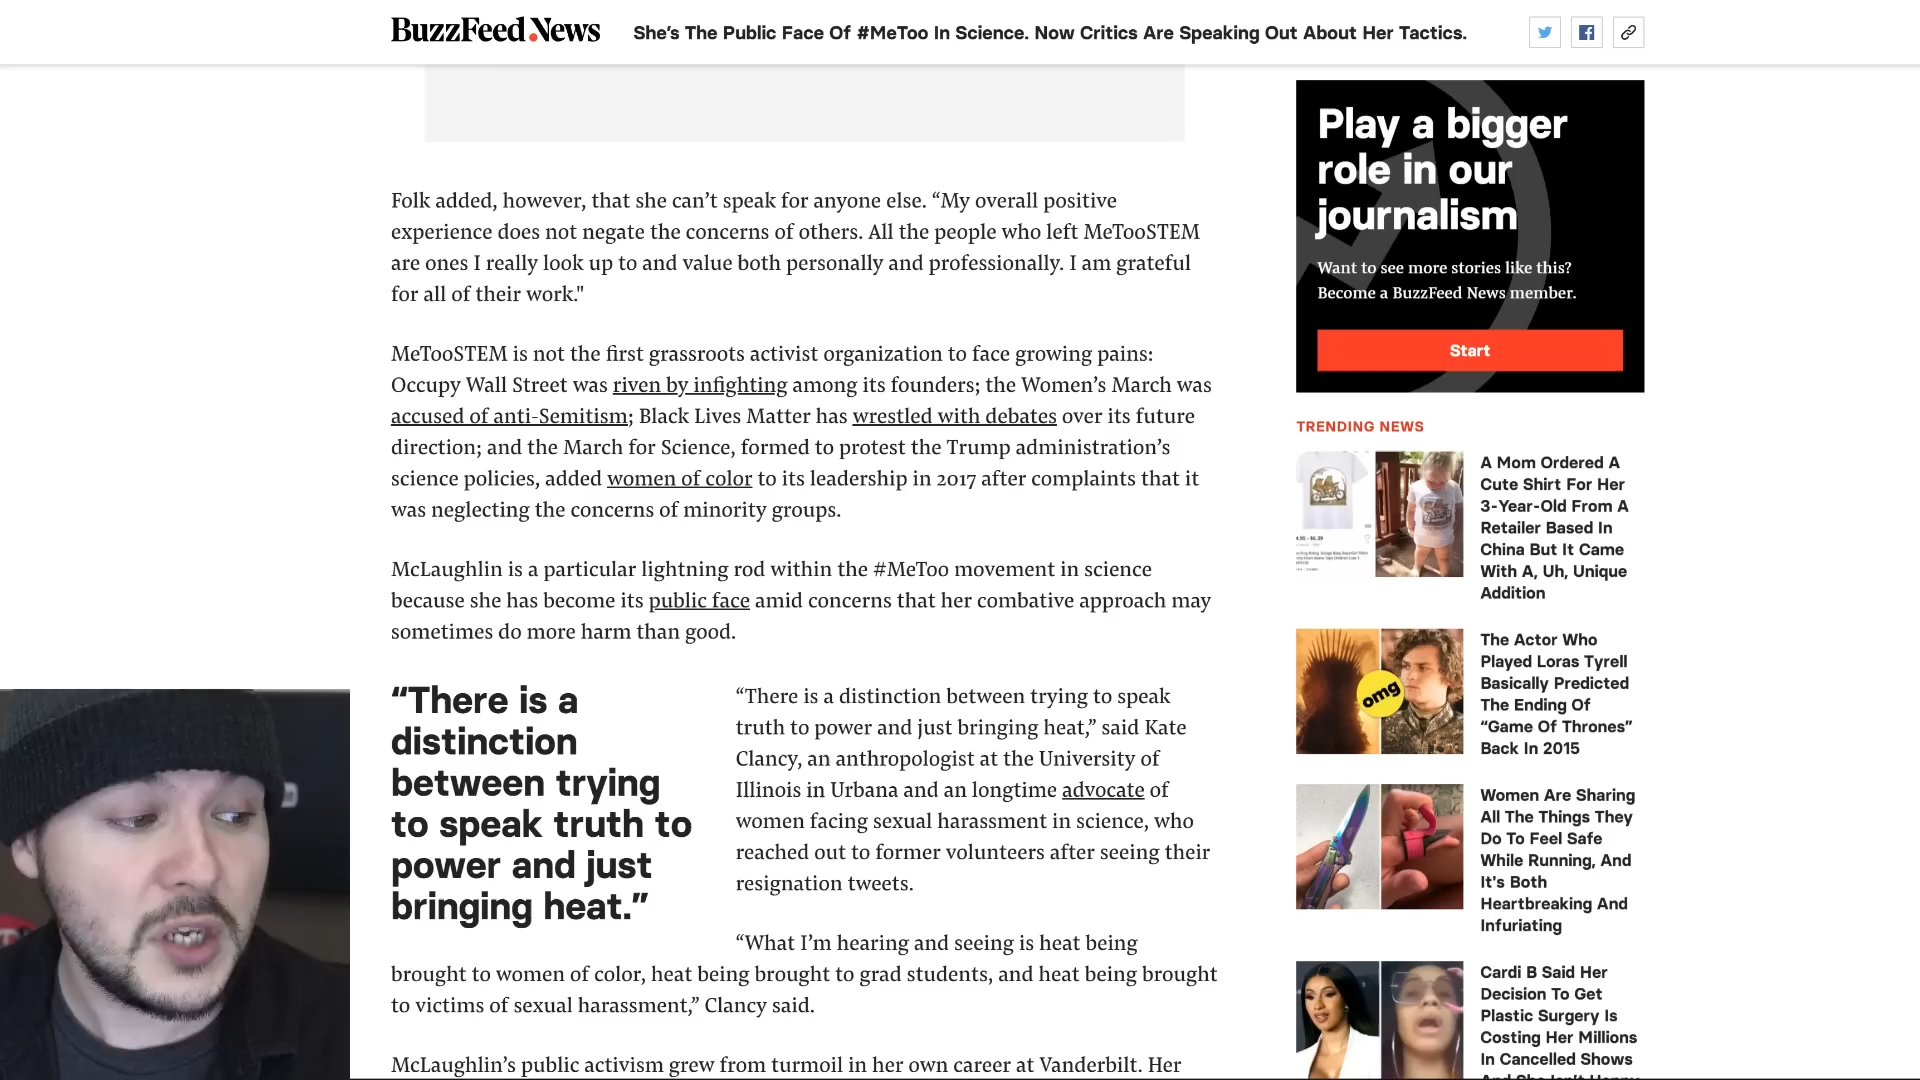 BuzzFeed News
She's The Public Face Of #MeToo In Science. Now Critics Are Speaking Out About Her Tactics.
Folk added, however, that she can't speak for anyone else. “My overall positive
experience does not negate the concerns of others. All the people who left MeTooSTEM
are ones I really look up to and value both personally and professionally. I am grateful
for all of their work."
MeTooSTEM is not the first grassroots activist organization to face growing pains:
Occupy Wall Street was riven by infighting among its founders; the Women’s March was
accused of anti-Semitism; Black Lives Matter has wrestled with debates over its future
direction; and the March for Science, formed to protest the Trump administration’s
science policies, added women of color to its leadership in 2017 after complaints that it
was neglecting the concerns of minority groups.
McLaughlin is a particular lightning rod within the #MeToo movement in science
because she has become its public face amid concerns that her combative approach may
sometimes do more harm than good.
“There is a
distinction
between trying
to speak truth to
power and just
bringing heat.”
“There is a distinction between trying to speak
truth to power and just bringing heat,” said Kate
Clancy, an anthropologist at the University of
Illinois in Urbana and an longtime advocate of
women facing sexual harassment in science, who
reached out to former volunteers after seeing their
resignation tweets.
“What I’m hearing and seeing is heat being
brought to women of color, heat being brought to grad students, and heat being brought
to victims of sexual harassment,” Clancy said.
McLaughlin’s public activism grew from turmoil in her own career at Vanderbilt. Her
Play a bigger
role in our
journalism
Want to see more stories like this?
Become a BuzzFeed News member.
Start
TRENDING NEWS
A Mom Ordered A
Cute Shirt For Her
3-Year-Old From A
Retailer Based In
China But It Came
With A, Uh, Unique
Addition
omg
The Actor Who
Played Loras Tyrell
Basically Predicted
The Ending Of
“Game Of Thrones”
Back In 2015
Women Are Sharing
All The Things They
Do To Feel Safe
While Running, And
It's Both
Heartbreaking And
Infuriating
Cardi B Said Her
Decision To Get
Plastic Surgery Is
Costing Her Millions
In Cancelled Shows
And She Isn't Happy